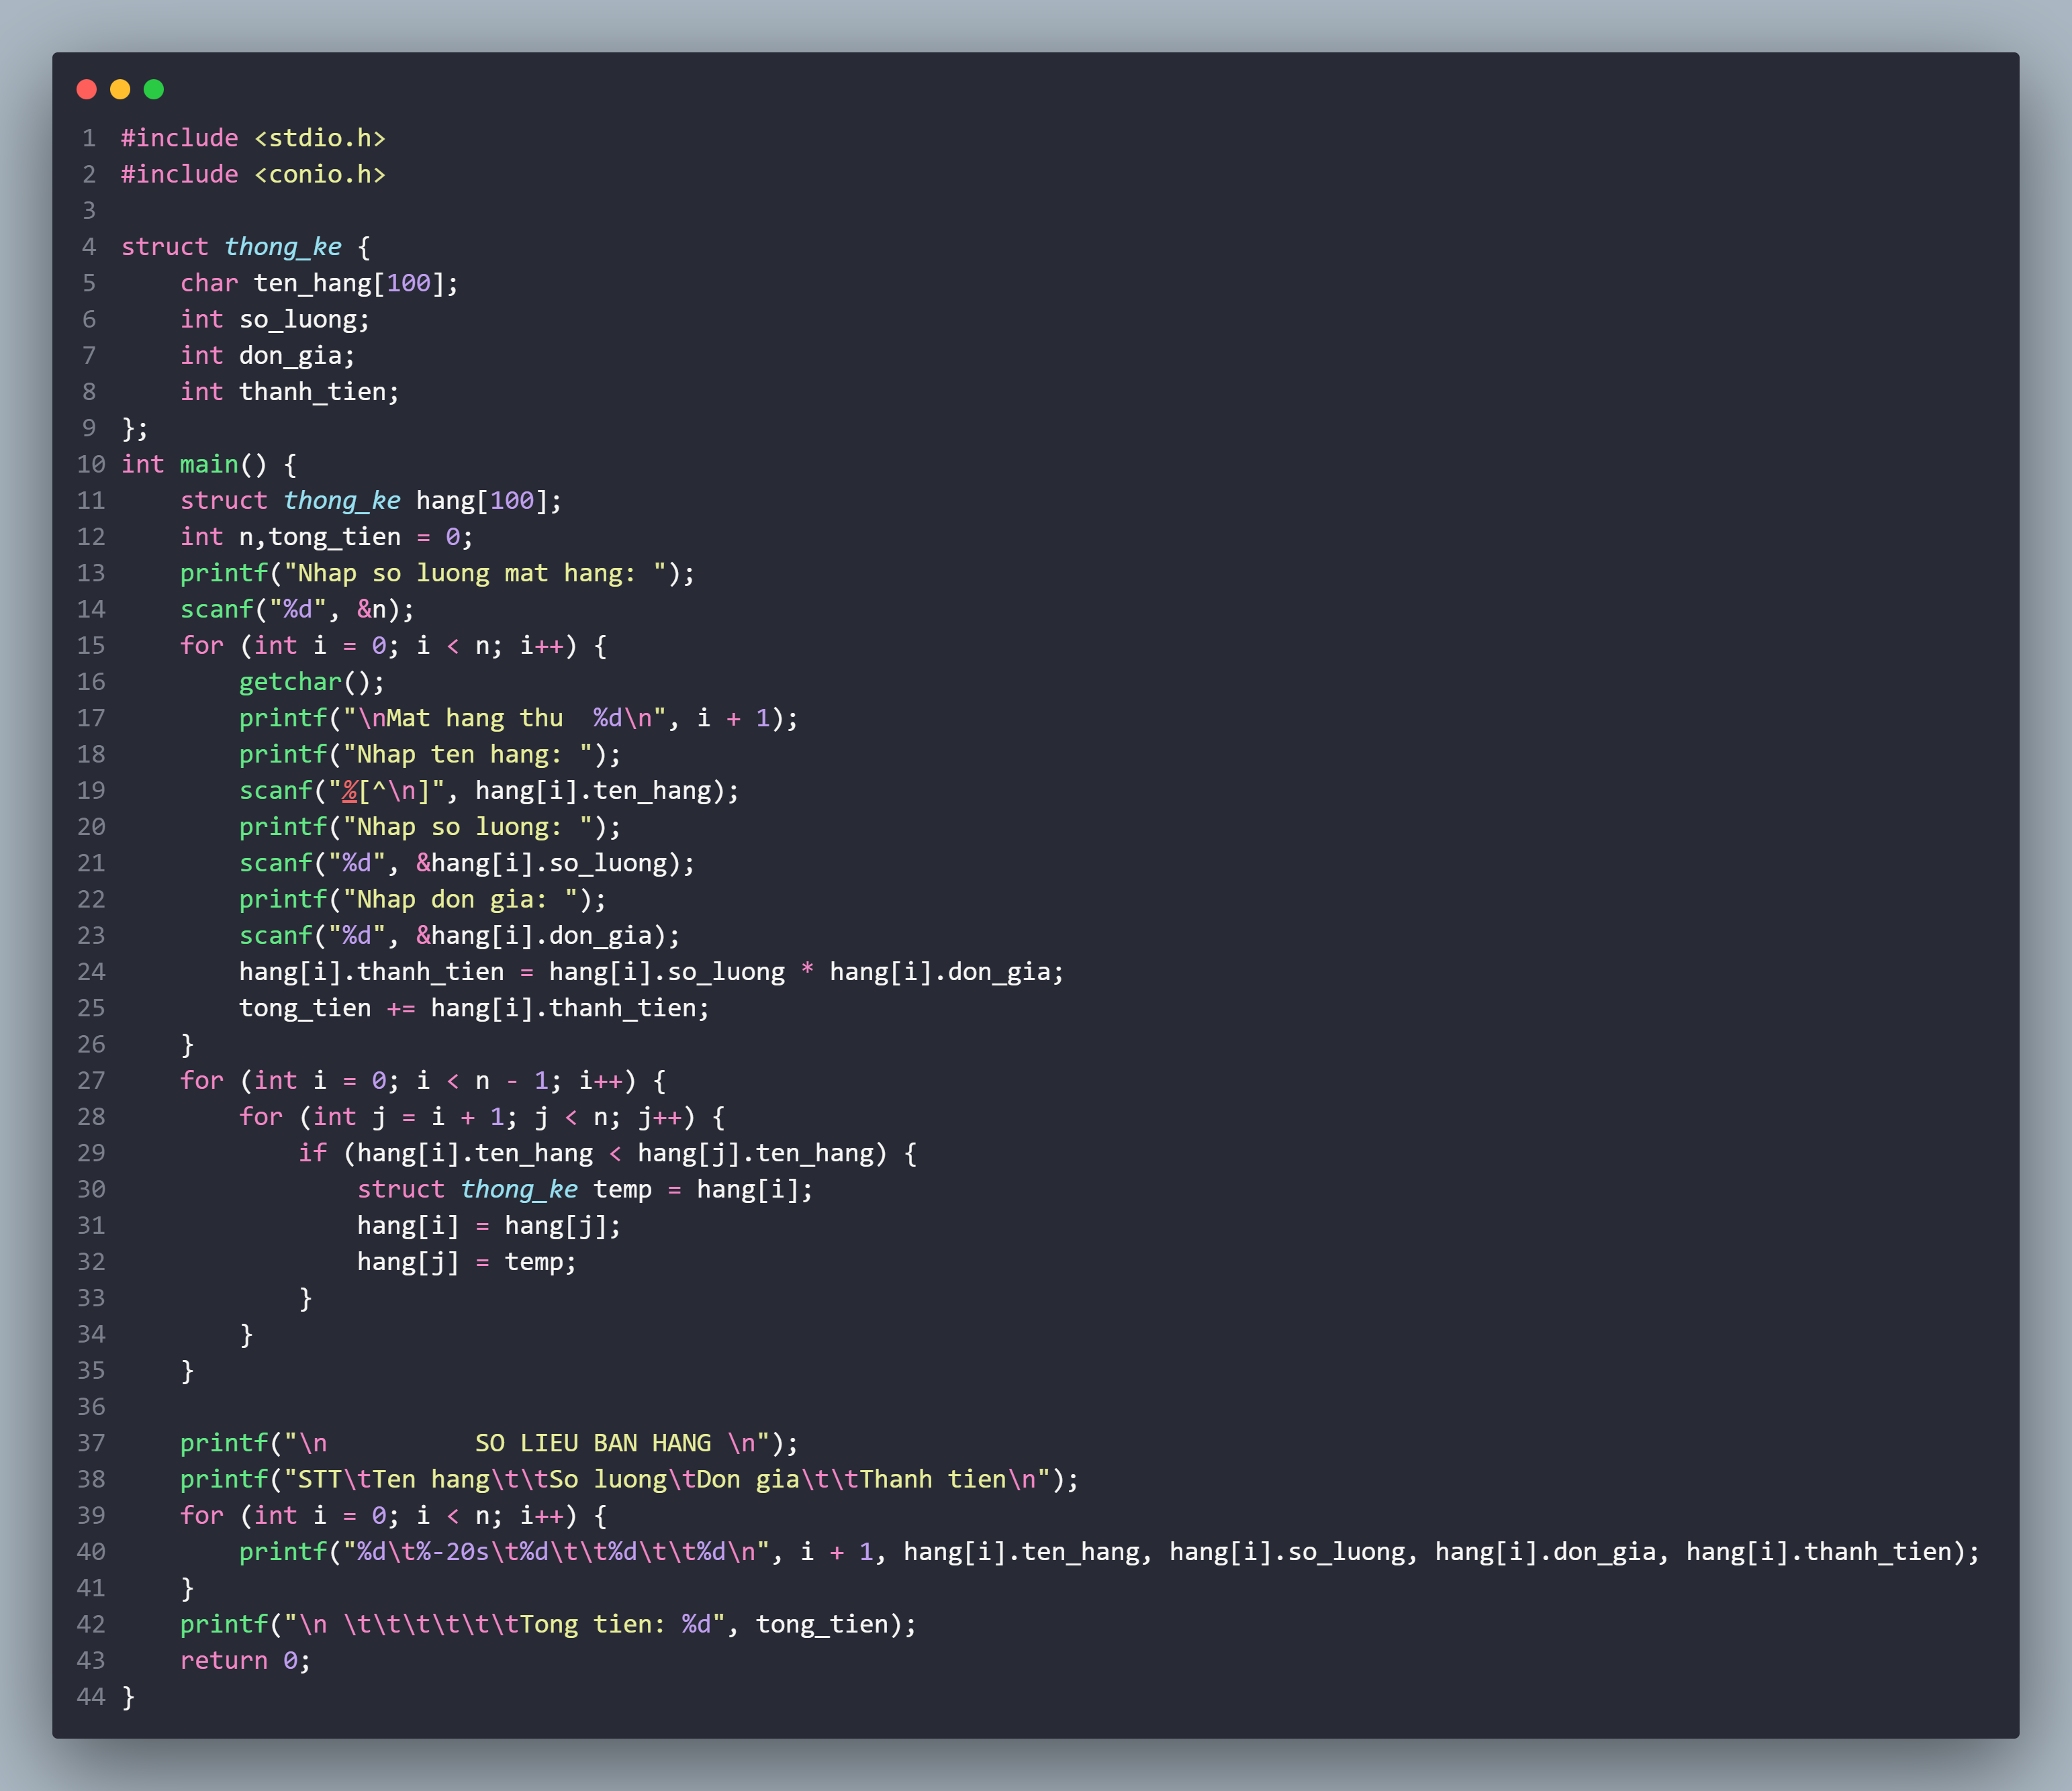 1 #include <stdio.h>
2 #include <conio.h>
3
4 struct thong_ke {
5     char ten_hang[100];
6     int so_luong;
7     int don_gia;
8     int thanh_tien;
9 };
10 int main() {
11     struct thong_ke hang[100];
12     int n,tong_tien = 0;
13     printf("Nhap so luong mat hang: ");
14     scanf("%d", &n);
15     for (int i = 0; i < n; i++) {
16         getchar();
17         printf("\nMat hang thu  %d\n", i + 1);
18         printf("Nhap ten hang: ");
19         scanf("%[^\n]", hang[i].ten_hang);
20         printf("Nhap so luong: ");
21         scanf("%d", &hang[i].so_luong);
22         printf("Nhap don gia: ");
23         scanf("%d", &hang[i].don_gia);
24         hang[i].thanh_tien = hang[i].so_luong * hang[i].don_gia;
25         tong_tien += hang[i].thanh_tien;
26     }
27     for (int i = 0; i < n - 1; i++) {
28         for (int j = i + 1; j < n; j++) {
29             if (hang[i].ten_hang < hang[j].ten_hang) {
30                 struct thong_ke temp = hang[i];
31                 hang[i] = hang[j];
32                 hang[j] = temp;
33             }
34         }
35     }
36
37     printf("\n          SO LIEU BAN HANG \n");
38     printf("STT\tTen hang\t\tSo luong\tDon gia\t\tThanh tien\n");
39     for (int i = 0; i < n; i++) {
40         printf("%d\t%-20s\t%d\t\t%d\t\t%d\n", i + 1, hang[i].ten_hang, hang[i].so_luong, hang[i].don_gia, hang[i].thanh_tien);
41     }
42     printf("\n \t\t\t\t\t\tTong tien: %d", tong_tien);
43     return 0;
44 }